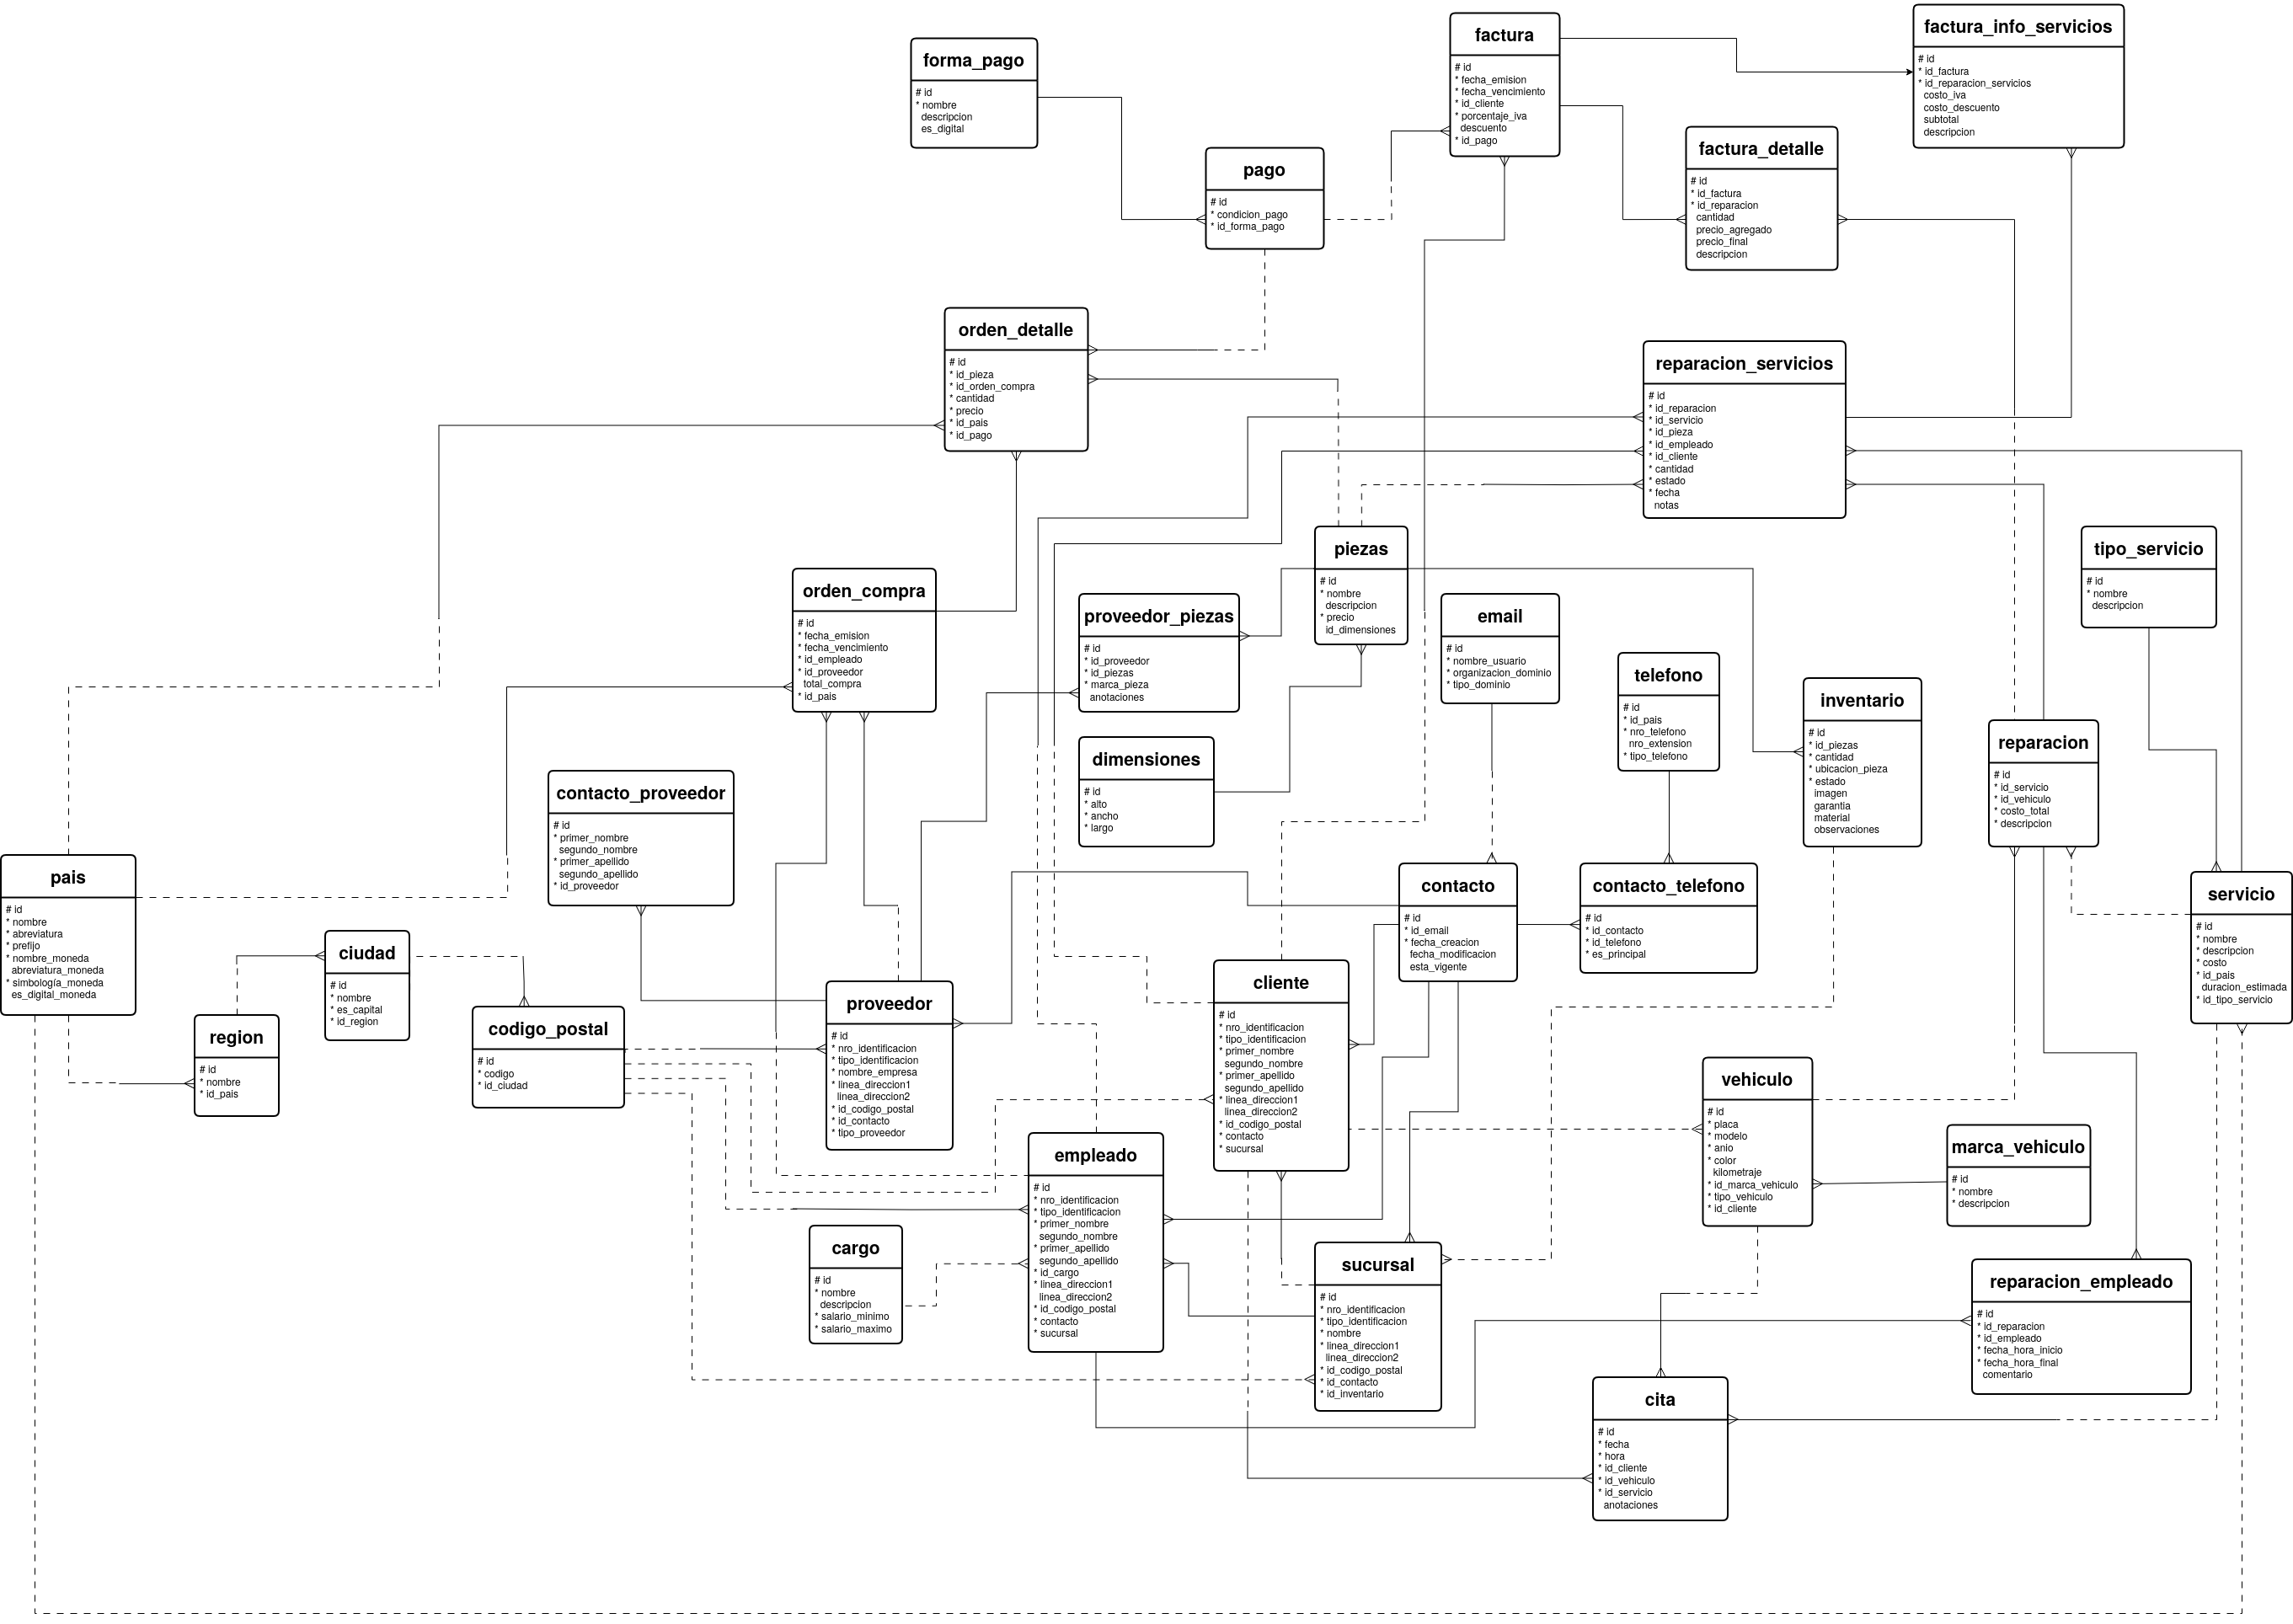 factura_info_servicios
# id
* id_factura
* id_reparacion_servicios
costo_iva
costo_descuento
subtotal
descripcion
factura
# id
* fecha_emision
* fecha_vencimiento
* id_cliente
* porcentaje_iva
descuento
* id_pago
forma_pago
# id
* nombre
descripcion
es_digital
factura_detalle
# id
* id_factura
* id_reparacion
cantidad
precio_agregado
precio_final
descripcion
pago
# id
* condicion_pago
* id_forma_pago
orden_detalle
# id
* id_pieza
* id_orden_compra
* cantidad
* precio
* id_pais
* id_pago
reparacion_servicios
# id
* id_reparacion
* id_servicio
* id_pieza
* id_empleado
* id_cliente
* cantidad
* estado
* fecha
notas
piezas
# id
* nombre
descripcion
* precio
id_dimensiones
tipo_servicio
# id
* nombre
descripcion
orden_compra
# id
* fecha_emision
* fecha_vencimiento
* id_empleado
* id_proveedor
total_compra
* id_pais
proveedor_piezas
# id
* id_proveedor
* id_piezas
* marca_pieza
anotaciones
email
# id
* nombre_usuario
* organizacion_dominio
* tipo_dominio
telefono
# id
* id_pais
* nro_telefono
nro_extension
* tipo_telefono
inventario
# id
* id_piezas
* cantidad
* ubicacion_pieza
* estado
imagen
garantia
material
observaciones
reparacion
# id
* id_servicio
* id_vehiculo
* costo_total
* descripcion
dimensiones
# id
* alto
* ancho
* largo
contacto_proveedor
# id
* primer_nombre
segundo_nombre
* primer_apellido
segundo_apellido
* id_proveedor
pais
# id
* nombre
* abreviatura
* prefijo
* nombre_moneda
abreviatura_moneda
* simbología_moneda
es_digital_moneda
contacto
# id
* id_email
* fecha_creacion
fecha_modificacion
esta_vigente
contacto_telefono
# id
* id_contacto
* id_telefono
* es_principal
servicio
# id
* nombre
* descripcion
* costo
* id_pais
duracion_estimada
* id_tipo_servicio
ciudad
# id
* nombre
* es_capital
* id_region
cliente
# id
* nro_identificacion
* tipo_identificacion
* primer_nombre
segundo_nombre
* primer_apellido
segundo_apellido
* linea_direccion1
linea_direccion2
* id_codigo_postal
* contacto
* sucursal
proveedor
# id
* nro_identificacion
* tipo_identificacion
* nombre_empresa
* linea_direccion1
linea_direccion2
* id_codigo_postal
* id_contacto
* tipo_proveedor
codigo_postal
# id
* codigo
* id_ciudad
region
# id
* nombre
* id_pais
vehiculo
# id
* placa
* modelo
* anio
* color
kilometraje
* id_marca_vehiculo
* tipo_vehiculo
* id_cliente
marca_vehiculo
# id
* nombre
* descripcion
empleado
# id
* nro_identificacion
* tipo_identificacion
* primer_nombre
segundo_nombre
* primer_apellido
segundo_apellido
* id_cargo
* linea_direccion1
linea_direccion2
* id_codigo_postal
* contacto
* sucursal
cargo
# id
* nombre
descripcion
* salario_minimo
* salario_maximo
sucursal
# id
* nro_identificacion
* tipo_identificacion
* nombre
* linea_direccion1
linea_direccion2
* id_codigo_postal
* id_contacto
* id_inventario
reparacion_empleado
# id
* id_reparacion
* id_empleado
* fecha_hora_inicio
* fecha_hora_final
comentario
cita
# id
* fecha
* hora
* id_cliente
* id_vehiculo
* id_servicio
anotaciones